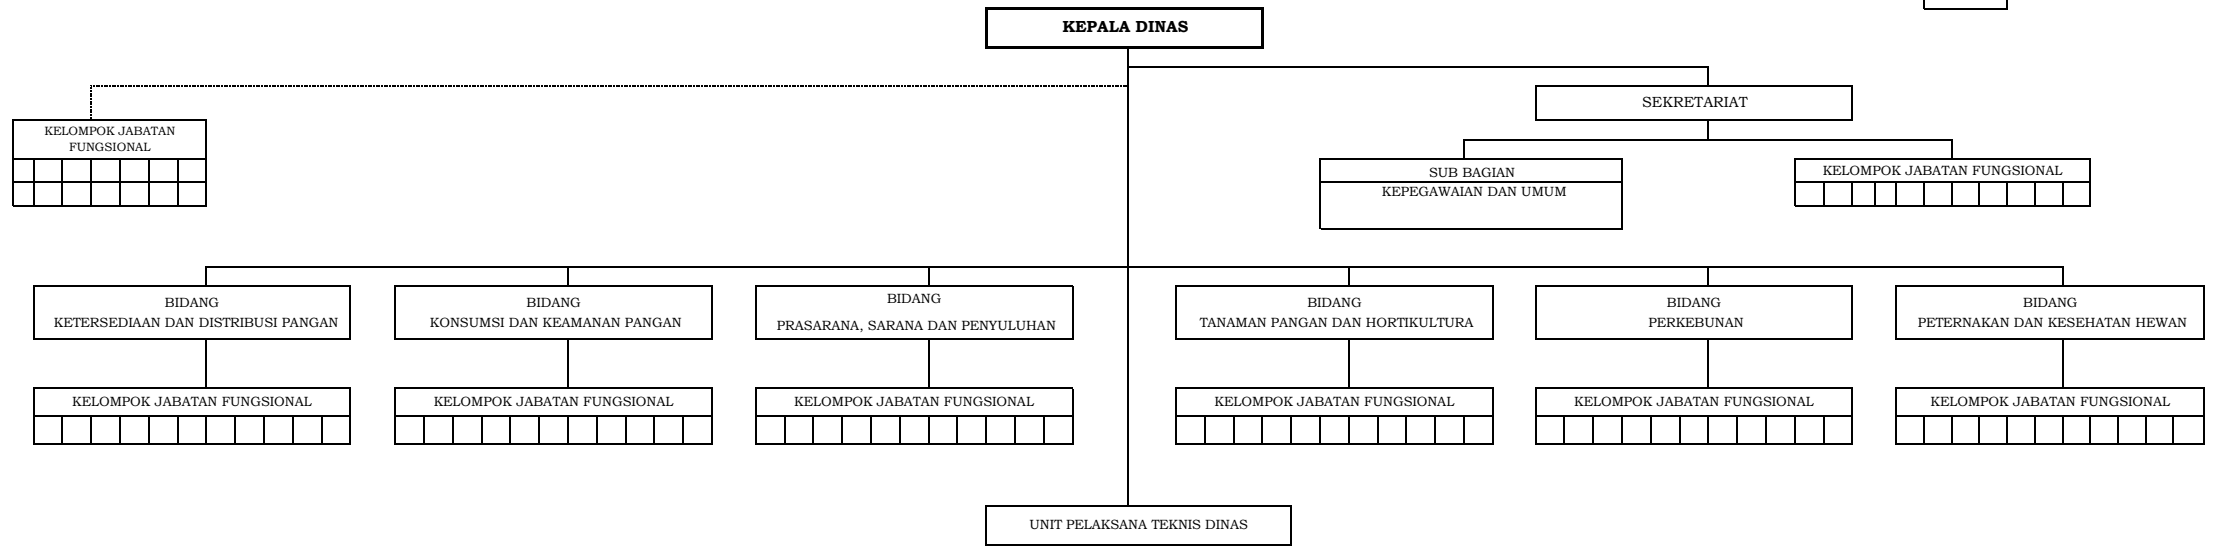 KEPALA DINAS
SEKRETARIAT
KELOMPOK JABATAN
FUNGSIONAL
SUB BAGIAN
KEPEGAWAIAN DAN UMUM
KELOMPOK JABATAN FUNGSIONAL
BIDANG
KETERSEDIAAN DAN DISTRIBUSI PANGAN
BIDANG
KONSUMSI DAN KEAMANAN PANGAN
BIDANG
PRASARANA, SARANA DAN PENYULUHAN
BIDANG
TANAMAN PANGAN DAN HORTIKULTURA
BIDANG
PERKEBUNAN
BIDANG
PETERNAKAN DAN KESEHATAN HEWAN
KELOMPOK JABATAN FUNGSIONAL
KELOMPOK JABATAN FUNGSIONAL
KELOMPOK JABATAN FUNGSIONAL
KELOMPOK JABATAN FUNGSIONAL
KELOMPOK JABATAN FUNGSIONAL
KELOMPOK JABATAN FUNGSIONAL
UNIT PELAKSANA TEKNIS DINAS